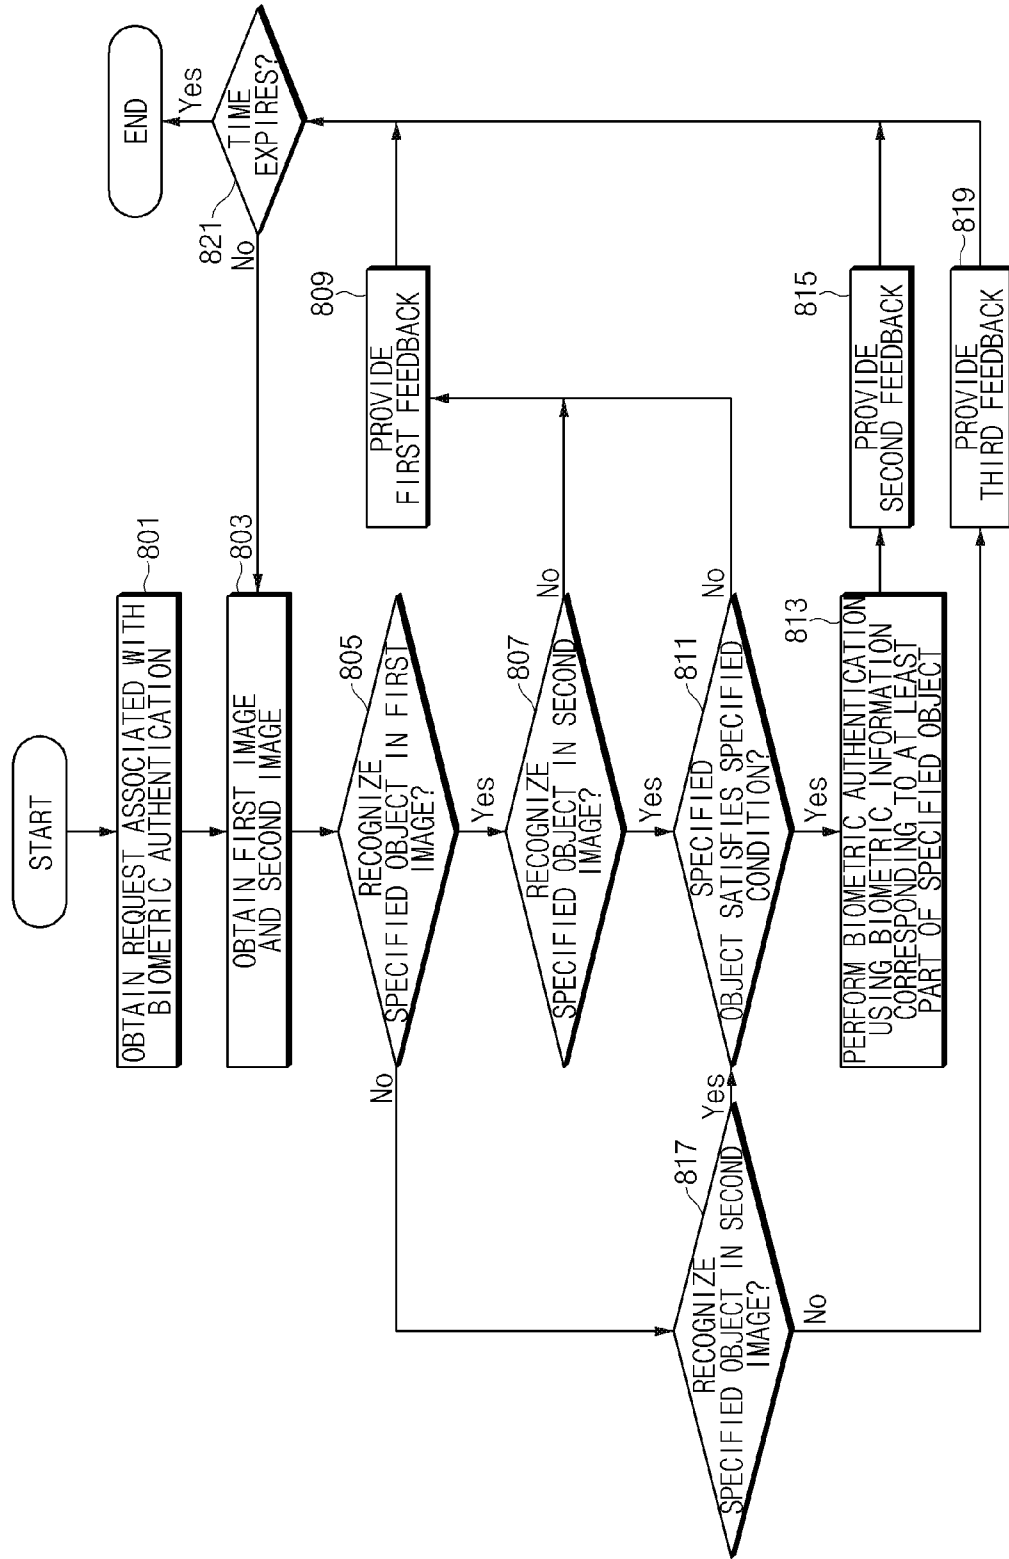 START
OBTAIN REQUEST ASSOCIATED WITH
BIOMETRIC AUTHENTICATION
801
OBTAIN FIRST IMAGE
AND SECOND IMAGE
803
RECOGNIZE
SPECIFIED OBJECT IN FIRST
IMAGE?
805
No
Yes
RECOGNIZE
SPECIFIED OBJECT IN SECOND
IMAGE?
807
No
Yes
PROVIDE
FIRST FEEDBACK
809
SPECIFIED
OBJECT SATISFIES SPECIFIED
CONDITION?
811
No
Yes
PERFORM BIOMETRIC AUTHENTICATION
USING BIOMETRIC INFORMATION
CORRESPONDING TO AT LEAST
PART OF SPECIFIED OBJECT
813
PROVIDE
SECOND FEEDBACK
815
RECOGNIZE
SPECIFIED OBJECT IN SECOND
IMAGE?
817
Yes
No
PROVIDE
THIRD FEEDBACK
819
TIME
EXPIRES?
821
No
Yes
END